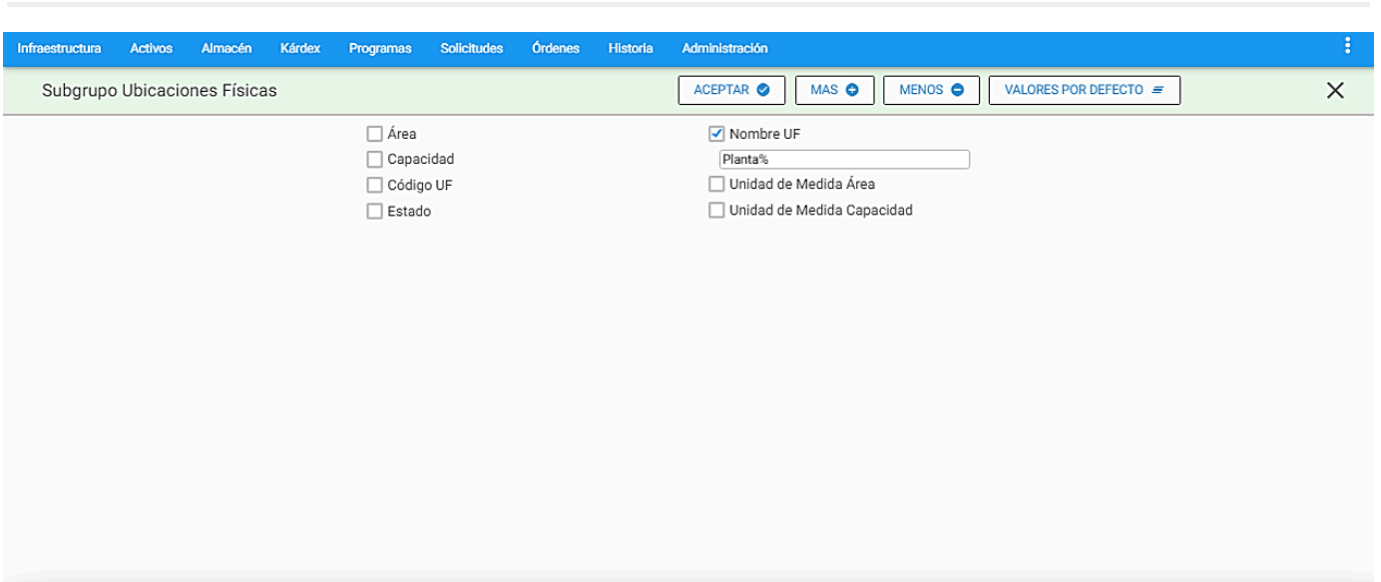 Infraestructura Activos Almacén Kárdex Programas Solicitudes Órdenes Historia Administración
Subgrupo Ubicaciones Físicas ACEPTAR MAS MENOS VALORES POR DEFECTO
Área Nombre UF
Capacidad Planta%
Código UF Unidad de Medida Área
Estado Unidad de Medida Capacidad